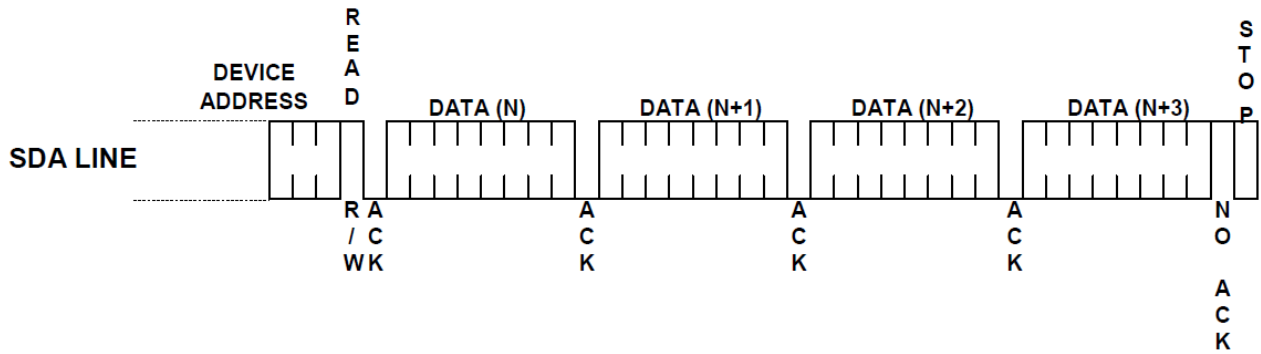 READ
STOP
DEVICE
ADDRESS
DATA (N)
DATA (N+1)
DATA (N+2)
DATA (N+3)
SDA LINE
R/W
ACK
ACK
ACK
ACK
NO ACK